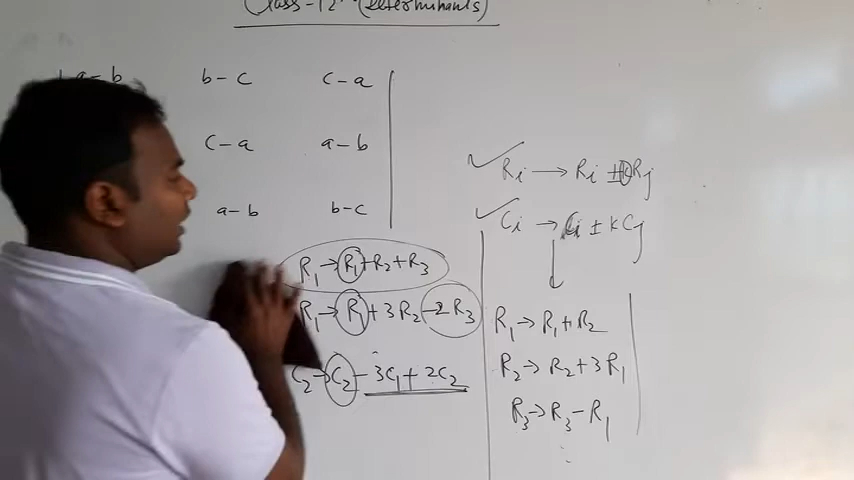 Class-12 (Determinants)
a-b b-c c-a
c-a a-b
a-b b-c
R₁→R₁+R₂+R₃
R₁→R₁+3R₂-2R₃
C₂→C₂-3C₁+2C₂
Rᵢ→Rᵢ±kRⱼ
Cᵢ→Cᵢ±kCⱼ
R₁→R₁+R₂
R₂→R₂+3R₁
R₃→R₃-R₁